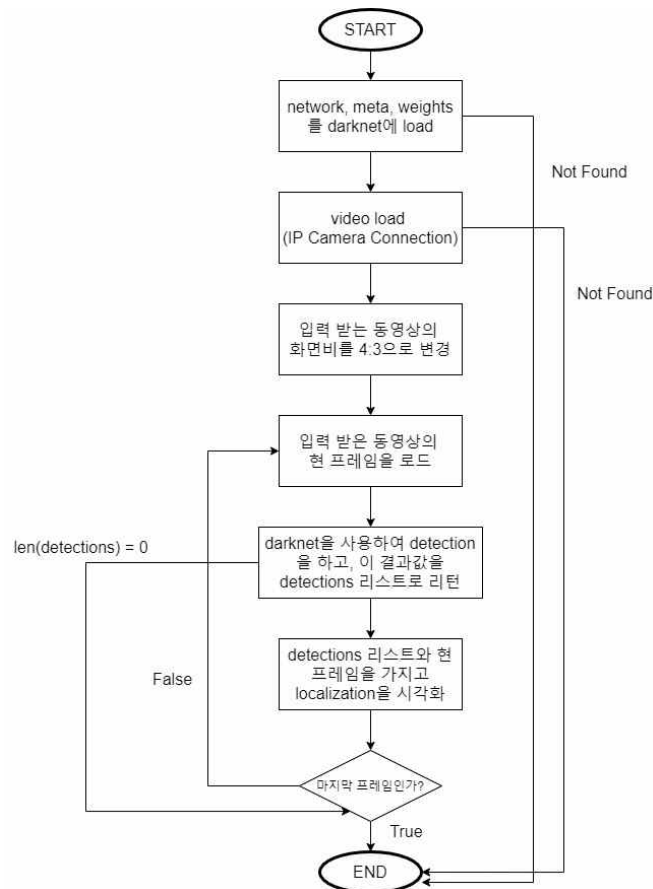 START
network, meta, weights
를 darknet에 load
Not Found
video load
(IP Camera Connection)
Not Found
입력 받는 동영상의
화면비를 4:3으로 변경
입력 받은 동영상의
현 프레임을 로드
len(detections) = 0
darknet을 사용하여 detection
을 하고, 이 결과값을
detections 리스트로 리턴
detections 리스트와 현
프레임을 가지고
localization을 시각화
False
마지막 프레임인가?
True
END